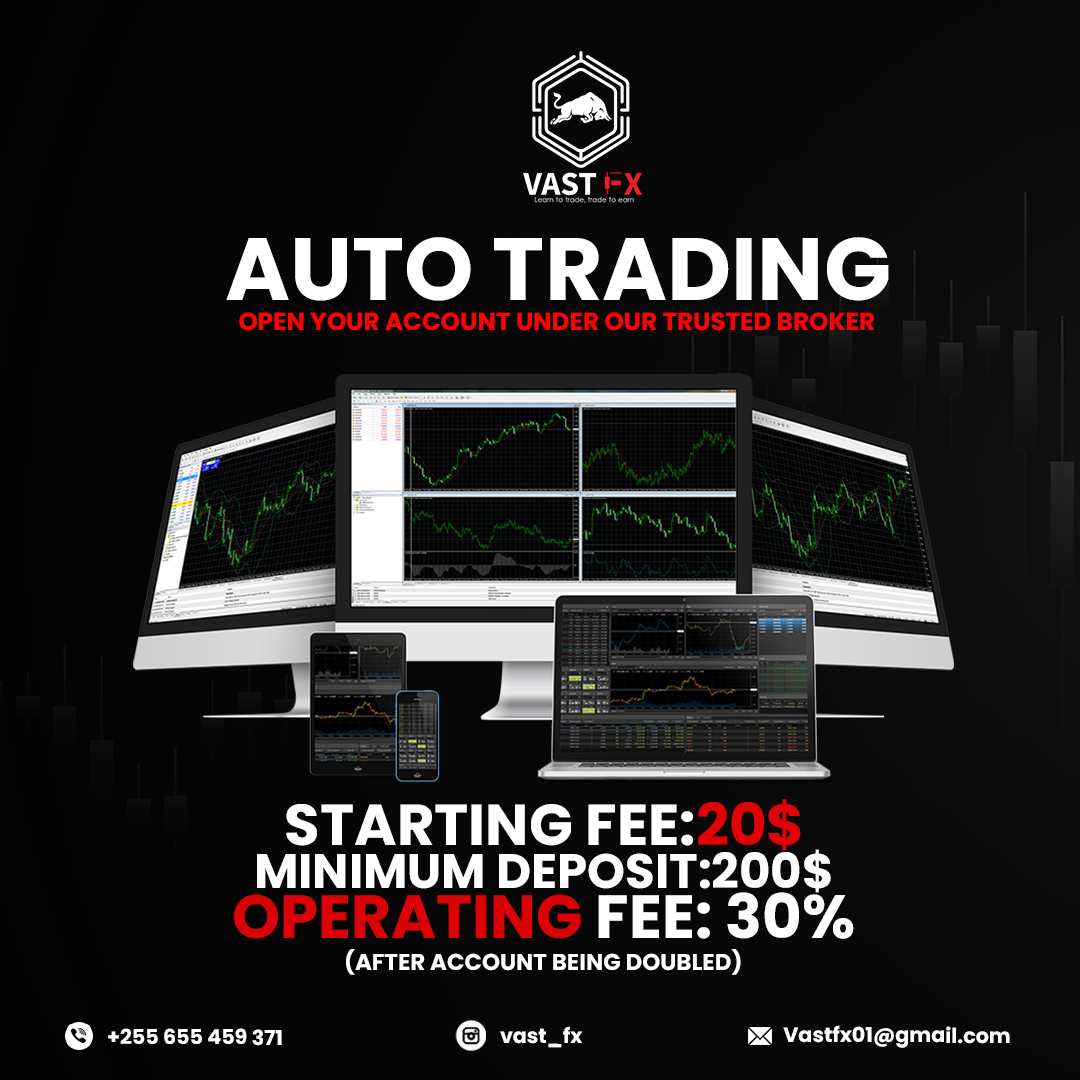 VAST FX
Learn to trade, trade to earn
AUTO TRADING
OPEN YOUR ACCOUNT UNDER OUR TRUSTED BROKER
STARTING FEE:20$
MINIMUM DEPOSIT:200$
OPERATING FEE: 30%
(AFTER ACCOUNT BEING DOUBLED)
+255 655 459 371
vast_fx
Vastfx01@gmail.com